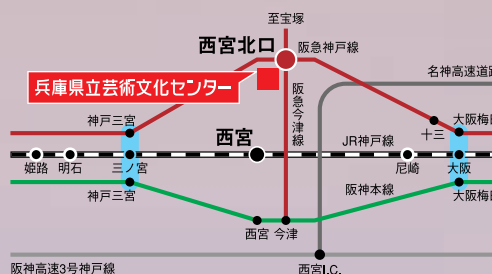 至宝塚
西宮北口
阪急神戸線
名神高速道路
兵庫県立芸術文化センター
阪急今津線
神戸三宮
十三
大阪梅田
西宮
JR神戸線
姫路
明石
三ノ宮
尼崎
大阪
神戸三宮
阪神本線
大阪梅田
西宮
今津
阪神高速3号神戸線
西宮I.C.